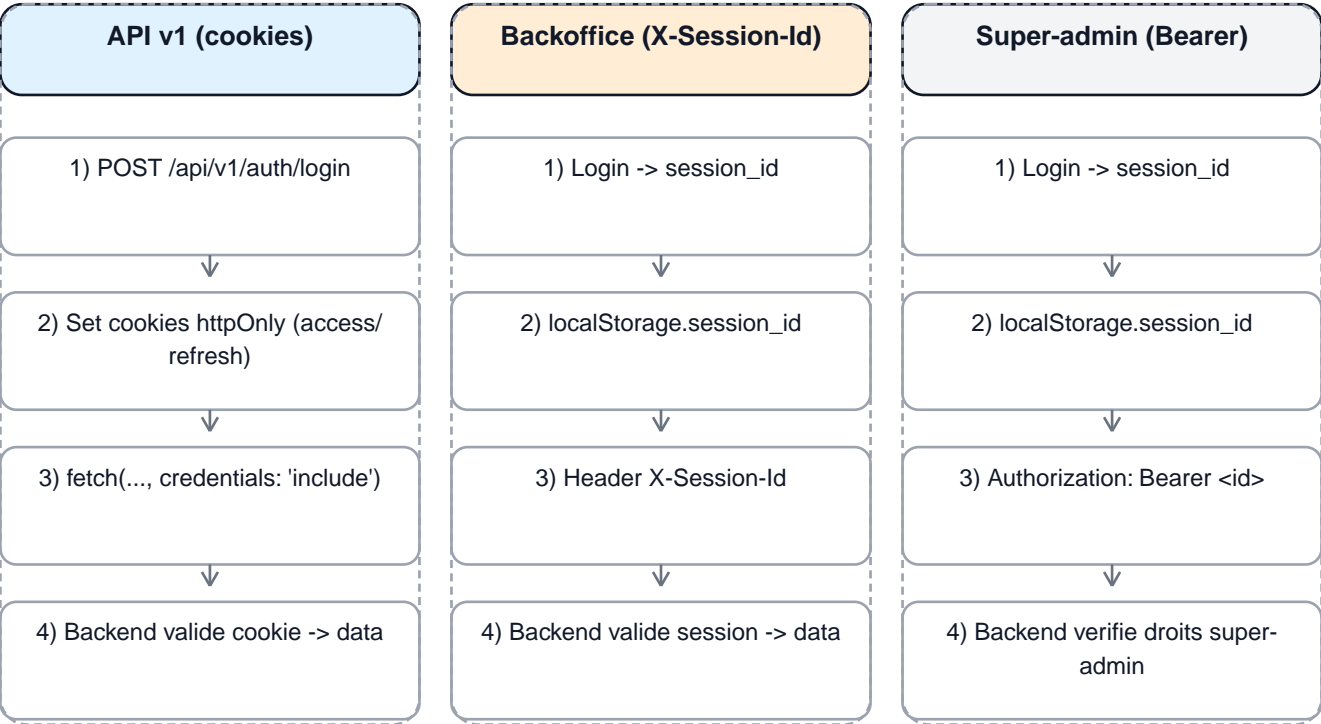 API v1 (cookies)
1) POST /api/v1/auth/login
2) Set cookies httpOnly (access/
refresh)
3) fetch(..., credentials: 'include')
4) Backend valide cookie -> data
Backoffice (X-Session-Id)
1) Login -> session_id
2) localStorage.session_id
3) Header X-Session-Id
4) Backend valide session -> data
Super-admin (Bearer)
1) Login -> session_id
2) localStorage.session_id
3) Authorization: Bearer <id>
4) Backend verifie droits super-
admin